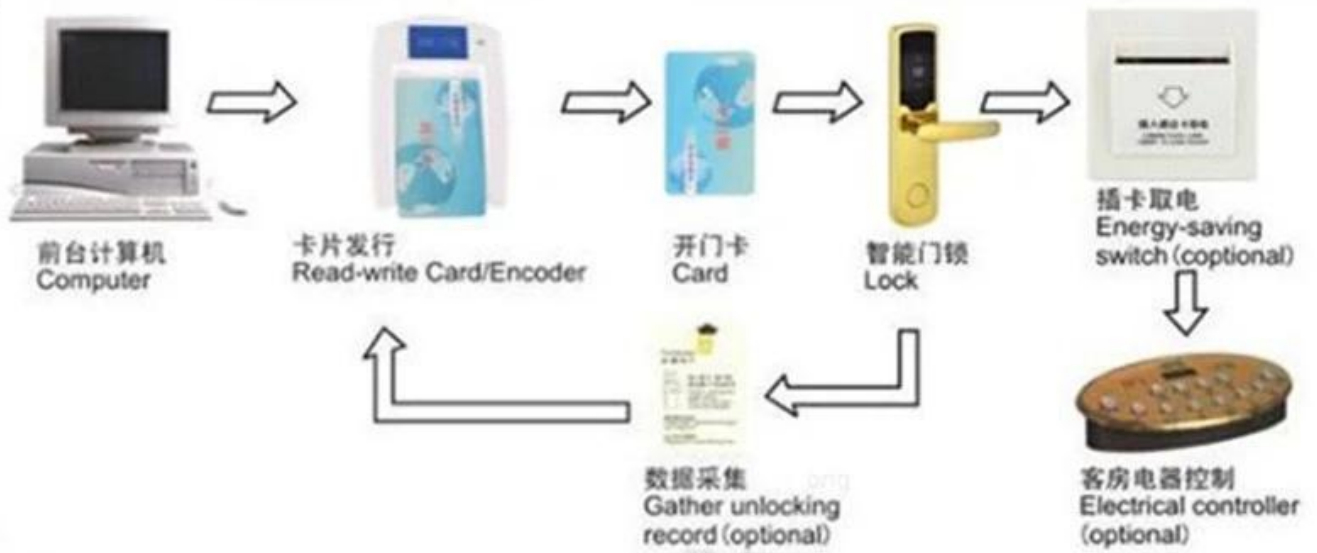 前台计算机
Computer
卡片发行
Read-write Card/Encoder
开门卡
Card
智能门锁
Lock
插卡取电
Energy-saving
switch(coptional)
数据采集
Gather unlocking
record(optional)
客房电器控制
Electrical controller
(optional)